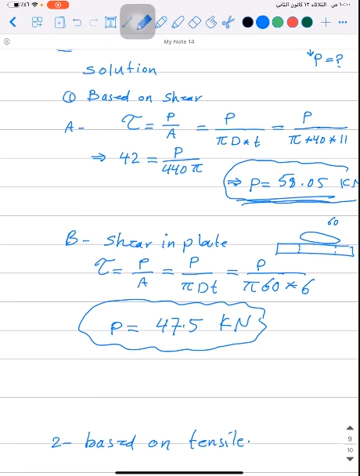 ١٠:٠٠ ص الثلاثاء ١٢ كانون الثاني
My Note 14
↓P=?
solution
① Based on shear
A- τ = P/A = P/(π D*t) = P/(π*40*11)
⇒ 42 = P/(440π) ⇒ P= 58.05 KN
60
B- shear in plate
τ = P/A = P/(π D t) = P/(π 60*6)
P = 47.5 KN
2- based on tensile.
9
10